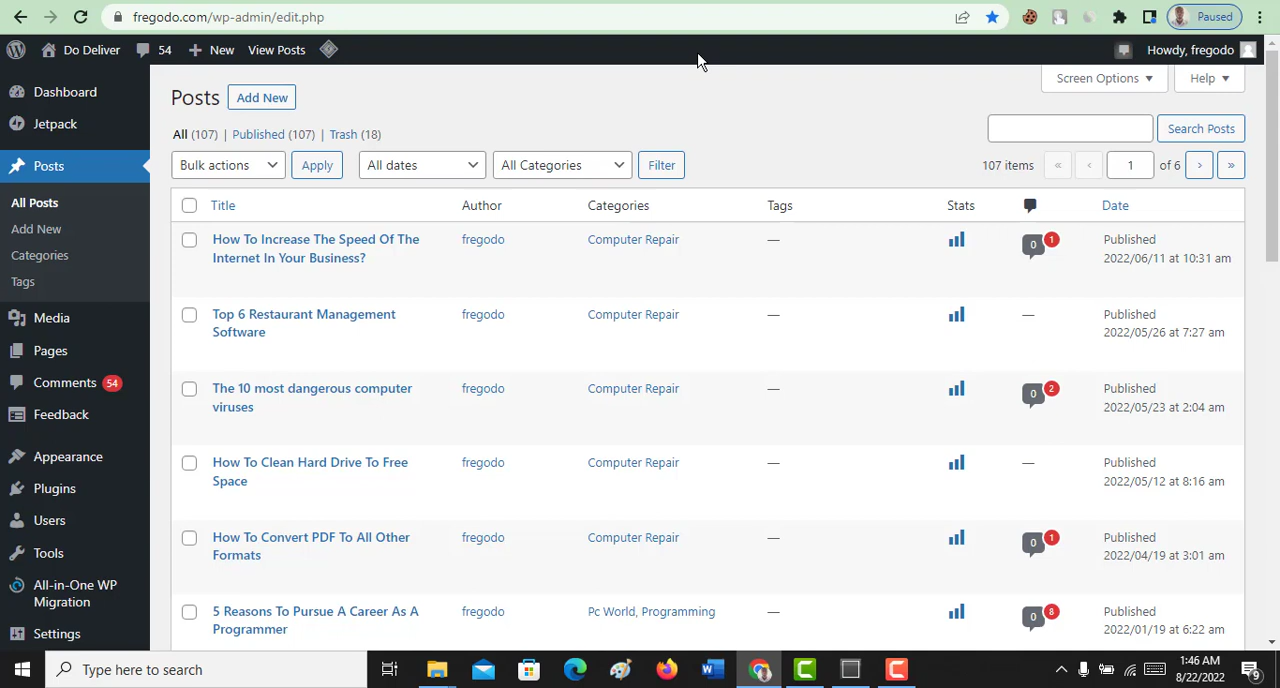 fregodo.com/wp-admin/edit.php
Paused
Do Deliver
54
New
View Posts
Howdy, fregodo
Screen Options
Help
Dashboard
Jetpack
Posts
All Posts
Add New
Categories
Tags
Media
Pages
Comments 54
Feedback
Appearance
Plugins
Users
Tools
All-in-One WP
Migration
Settings
Posts
Add New
All (107) | Published (107) | Trash (18)
Search Posts
Bulk actions
Apply
All dates
All Categories
Filter
107 items « ‹ 1 of 6 › »
Title Author Categories Tags Stats Date
How To Increase The Speed Of The
Internet In Your Business?
fregodo
Computer Repair
—
0 1
Published
2022/06/11 at 10:31 am
Top 6 Restaurant Management
Software
fregodo
Computer Repair
—
—
Published
2022/05/26 at 7:27 am
The 10 most dangerous computer
viruses
fregodo
Computer Repair
—
0 2
Published
2022/05/23 at 2:04 am
How To Clean Hard Drive To Free
Space
fregodo
Computer Repair
—
—
Published
2022/05/12 at 8:16 am
How To Convert PDF To All Other
Formats
fregodo
Computer Repair
—
0 1
Published
2022/04/19 at 3:01 am
5 Reasons To Pursue A Career As A
Programmer
fregodo
Pc World, Programming
—
0 8
Published
2022/01/19 at 6:22 am
Type here to search
1:46 AM
8/22/2022
9